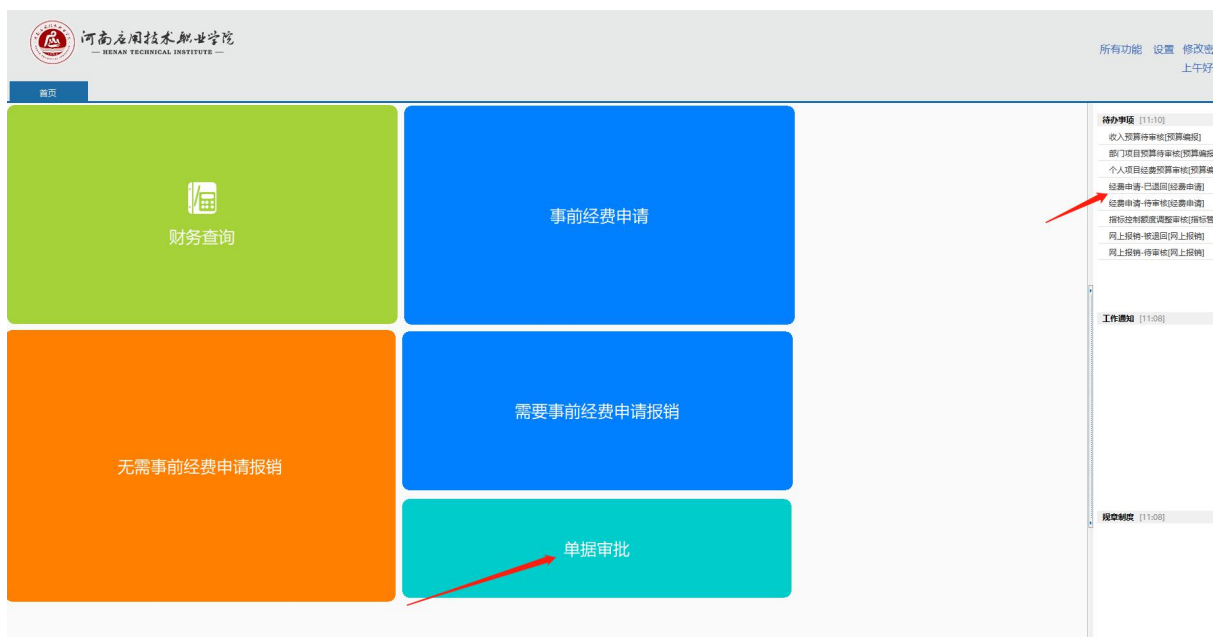 河南应用技术职业学院
— HENAN TECHNICAL INSTITUTE —
所有功能 设置 修改密
上午好
首页
财务查询
事前经费申请
无需事前经费申请报销
需要事前经费申请报销
单据审批
待办事项 [11:10]
收入预算待审核[预算编报]
部门项目预算待审核[预算编报
个人项目经费预算审核[预算编
经费申请-已退回[经费申请]
经费申请-待审核[经费申请]
指标控制额度调整审核[指标管
网上报销-被退回[网上报销]
网上报销-待审核[网上报销]
工作通知 [11:08]
规章制度 [11:08]